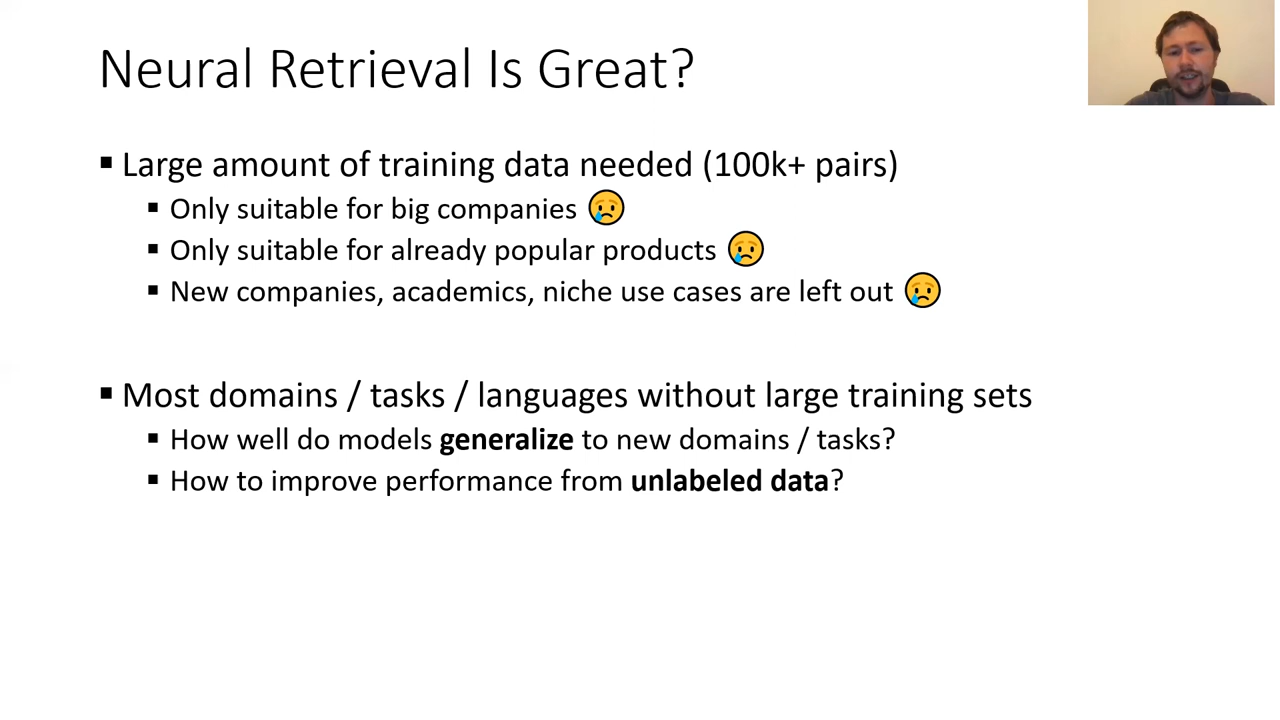 Neural Retrieval Is Great?
▪ Large amount of training data needed (100k+ pairs)
▪ Only suitable for big companies 😢
▪ Only suitable for already popular products 😢
▪ New companies, academics, niche use cases are left out 😢
▪ Most domains / tasks / languages without large training sets
▪ How well do models generalize to new domains / tasks?
▪ How to improve performance from unlabeled data?